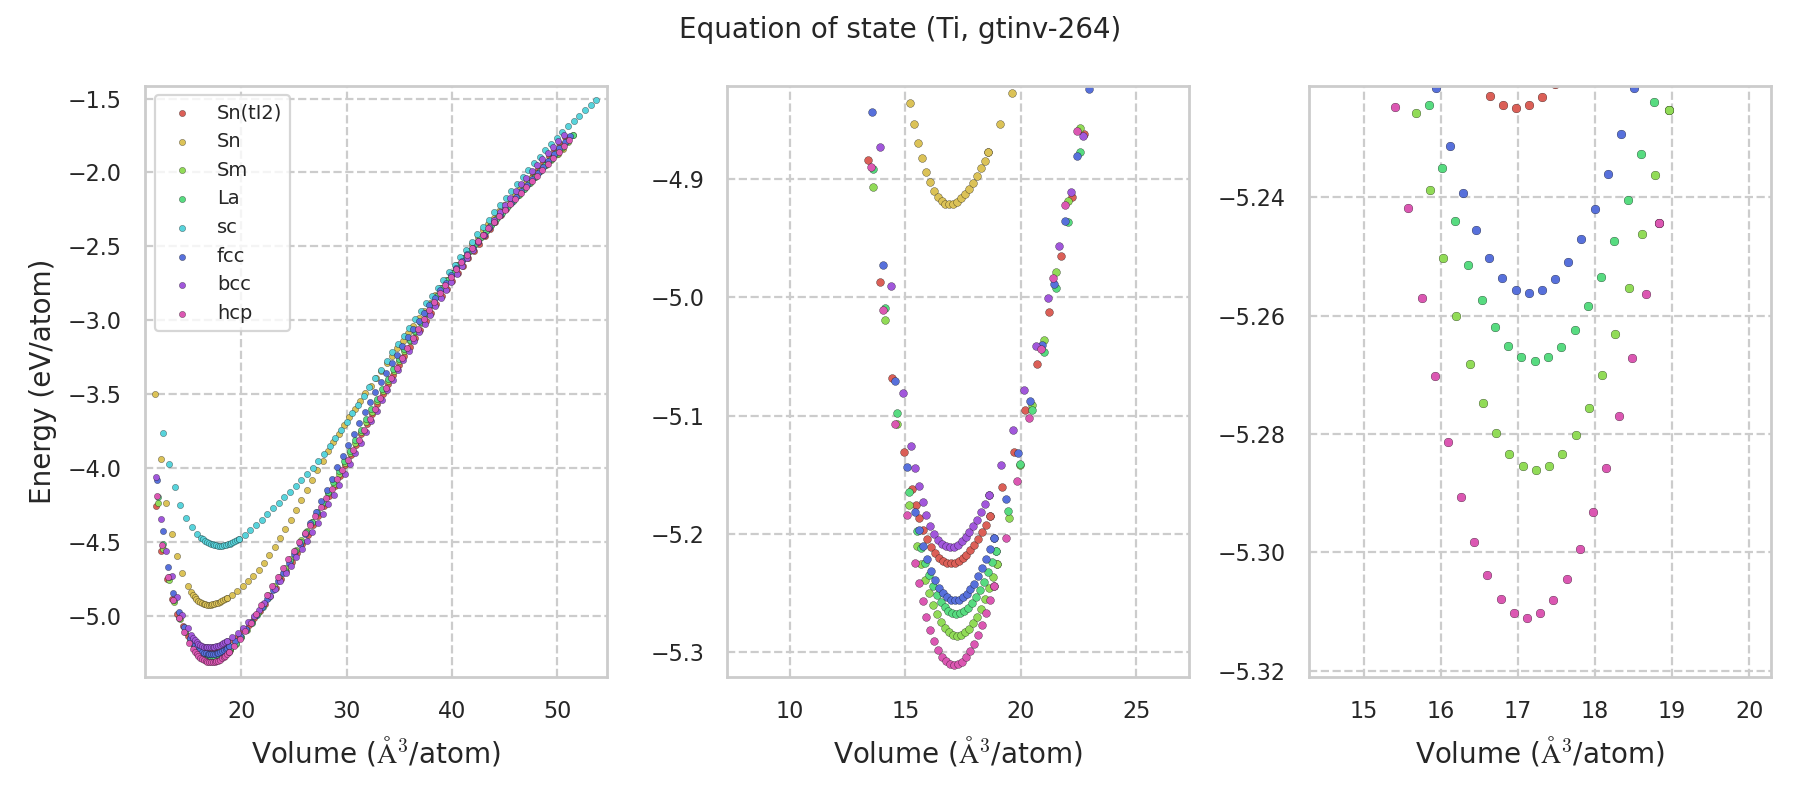 Equation of state (Ti, gtinv-264)
Energy (eV/atom)
−1.5
−2.0
−2.5
−3.0
−3.5
−4.0
−4.5
−5.0
Sn(tI2)
Sn
Sm
La
sc
fcc
bcc
hcp
20 30 40 50
Volume (Å³/atom)
−4.9
−5.0
−5.1
−5.2
−5.3
10 15 20 25
Volume (Å³/atom)
−5.24
−5.26
−5.28
−5.30
−5.32
15 16 17 18 19 20
Volume (Å³/atom)